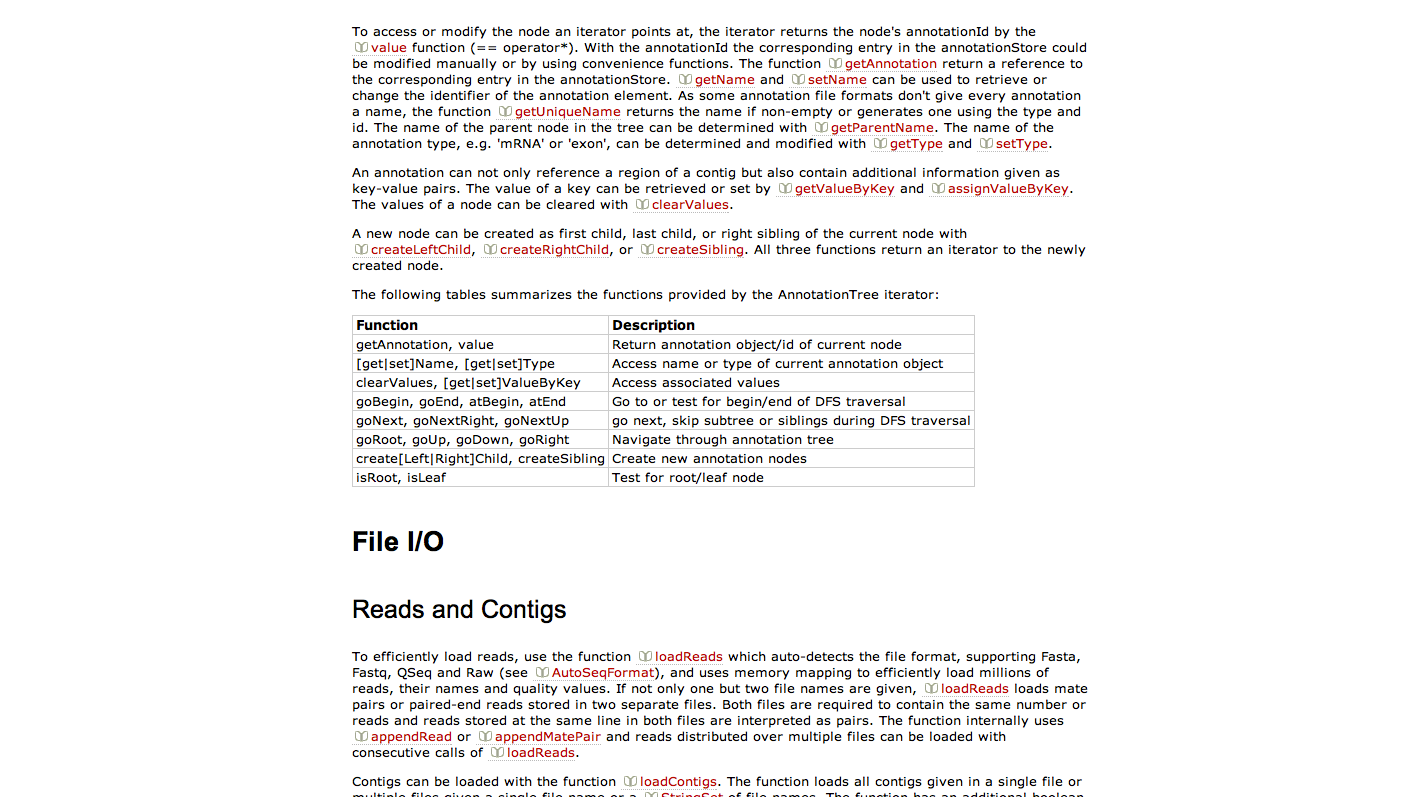 To access or modify the node an iterator points at, the iterator returns the node's annotationId by the
value function (== operator*). With the annotationId the corresponding entry in the annotationStore could
be modified manually or by using convenience functions. The function getAnnotation return a reference to
the corresponding entry in the annotationStore. getName and setName can be used to retrieve or
change the identifier of the annotation element. As some annotation file formats don't give every annotation
a name, the function getUniqueName returns the name if non-empty or generates one using the type and
id. The name of the parent node in the tree can be determined with getParentName. The name of the
annotation type, e.g. 'mRNA' or 'exon', can be determined and modified with getType and setType.
An annotation can not only reference a region of a contig but also contain additional information given as
key-value pairs. The value of a key can be retrieved or set by getValueByKey and assignValueByKey.
The values of a node can be cleared with clearValues.
A new node can be created as first child, last child, or right sibling of the current node with
createLeftChild, createRightChild, or createSibling. All three functions return an iterator to the newly
created node.
The following tables summarizes the functions provided by the AnnotationTree iterator:
Function Description
getAnnotation, value Return annotation object/id of current node
[get|set]Name, [get|set]Type Access name or type of current annotation object
clearValues, [get|set]ValueByKey Access associated values
goBegin, goEnd, atBegin, atEnd Go to or test for begin/end of DFS traversal
goNext, goNextRight, goNextUp go next, skip subtree or siblings during DFS traversal
goRoot, goUp, goDown, goRight Navigate through annotation tree
create[Left|Right]Child, createSibling Create new annotation nodes
isRoot, isLeaf Test for root/leaf node
File I/O
Reads and Contigs
To efficiently load reads, use the function loadReads which auto-detects the file format, supporting Fasta,
Fastq, QSeq and Raw (see AutoSeqFormat), and uses memory mapping to efficiently load millions of
reads, their names and quality values. If not only one but two file names are given, loadReads loads mate
pairs or paired-end reads stored in two separate files. Both files are required to contain the same number or
reads and reads stored at the same line in both files are interpreted as pairs. The function internally uses
appendRead or appendMatePair and reads distributed over multiple files can be loaded with
consecutive calls of loadReads.
Contigs can be loaded with the function loadContigs. The function loads all contigs given in a single file or
multiple files given a single file name or a StringSet of file names. The function has an additional boolean